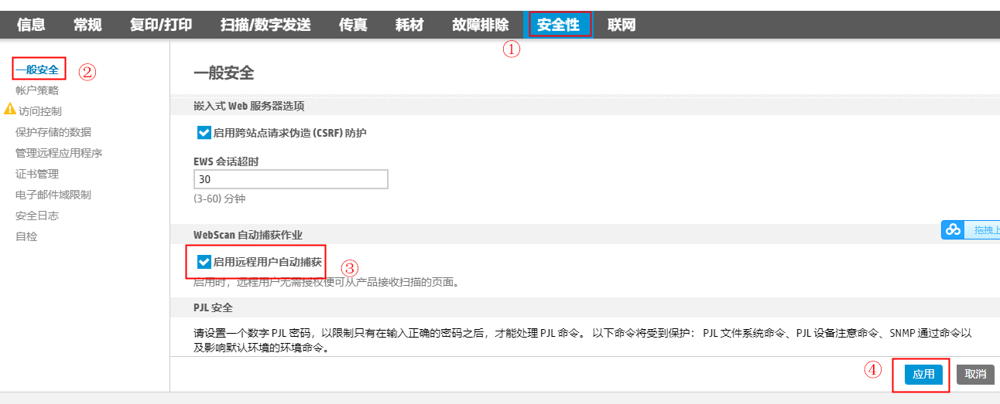 信息 常规 复印/打印 扫描/数字发送 传真 耗材 故障排除 安全性 联网
①
一般安全 ②
帐户策略
访问控制
保护存储的数据
管理远程应用程序
证书管理
电子邮件域限制
安全日志
自检
一般安全
嵌入式 Web 服务器选项
启用跨站点请求伪造 (CSRF) 防护
EWS 会话超时
30
(3-60) 分钟
WebScan 自动捕获作业
拖拽上
启用远程用户自动捕获 ③
启用时，远程用户无需授权便可从产品接收扫描的页面。
PJL 安全
请设置一个数字 PJL 密码，以限制只有在输入正确的密码之后，才能处理 PJL 命令。 以下命令将受到保护： PJL 文件系统命令、PJL 设备注意命令、SNMP 通过命令以
及影响默认环境的环境命令。
④ 应用 取消